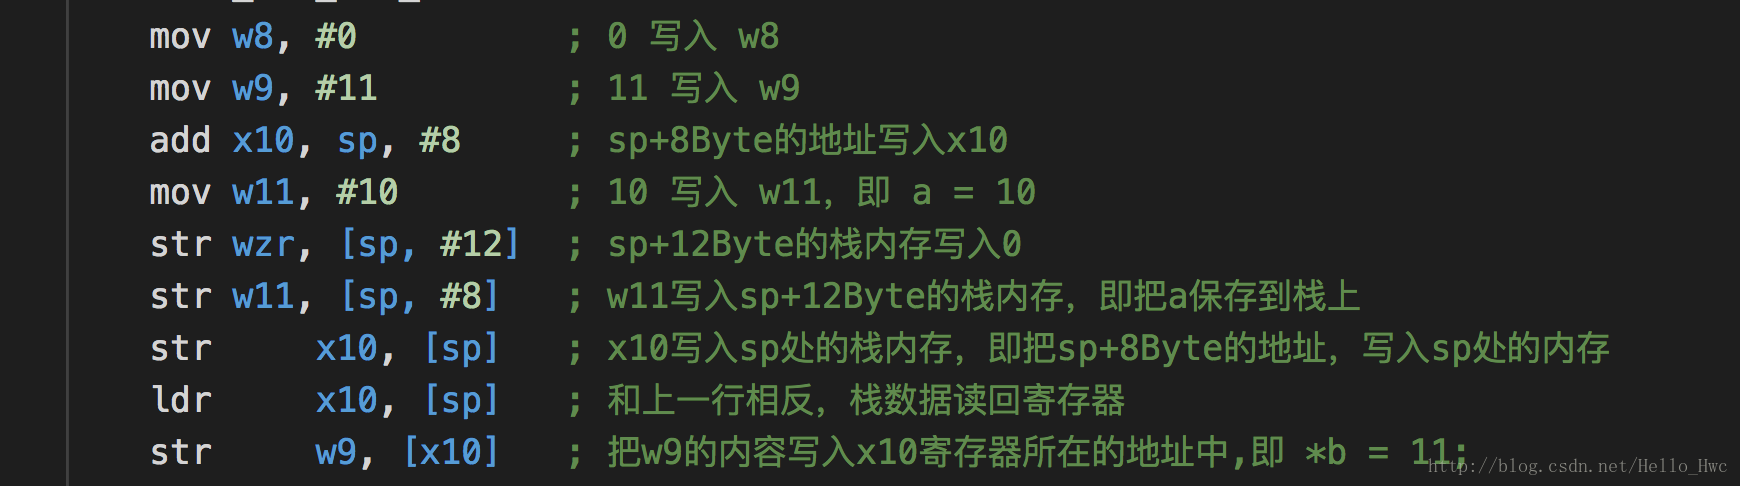 mov w8, #0 ; 0 写入 w8
mov w9, #11 ; 11 写入 w9
add x10, sp, #8 ; sp+8Byte的地址写入x10
mov w11, #10 ; 10 写入 w11，即 a = 10
str wzr, [sp, #12] ; sp+12Byte的栈内存写入0
str w11, [sp, #8] ; w11写入sp+12Byte的栈内存，即把a保存到栈上
str x10, [sp] ; x10写入sp处的栈内存，即把sp+8Byte的地址，写入sp处的内存
ldr x10, [sp] ; 和上一行相反，栈数据读回寄存器
str w9, [x10] ; 把w9的内容写入x10寄存器所在的地址中,即 *b = 11;
http://blog.csdn.net/Hello_Hwc